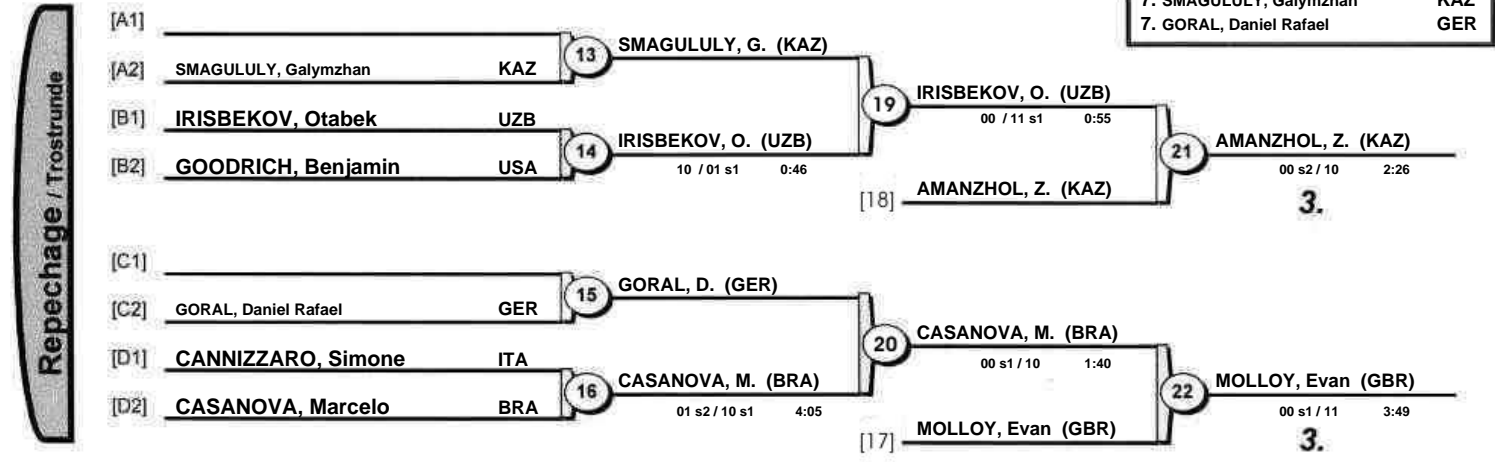 7. SMAGULULY, Galymzhan KAZ
7. GORAL, Daniel Rafael GER
Repechage / Trostrunde
[A1]
[A2] SMAGULULY, Galymzhan KAZ
13 SMAGULULY, G. (KAZ)
[B1] IRISBEKOV, Otabek UZB
[B2] GOODRICH, Benjamin USA
14 IRISBEKOV, O. (UZB)
10 / 01 s1 0:46
19 IRISBEKOV, O. (UZB)
00 / 11 s1 0:55
[18] AMANZHOL, Z. (KAZ)
21 AMANZHOL, Z. (KAZ)
00 s2 / 10 2:26
3.
[C1]
[C2] GORAL, Daniel Rafael GER
15 GORAL, D. (GER)
[D1] CANNIZZARO, Simone ITA
[D2] CASANOVA, Marcelo BRA
16 CASANOVA, M. (BRA)
01 s2 / 10 s1 4:05
20 CASANOVA, M. (BRA)
00 s1 / 10 1:40
[17] MOLLOY, Evan (GBR)
22 MOLLOY, Evan (GBR)
00 s1 / 11 3:49
3.